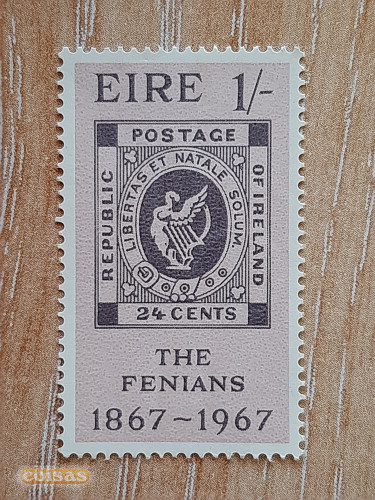 EIRE 1/-
POSTAGE
REPUBLIC
OF IRELAND
LIBERTAS ET NATALE SOLUM
24 CENTS
THE
FENIANS
1867~1967
coisas